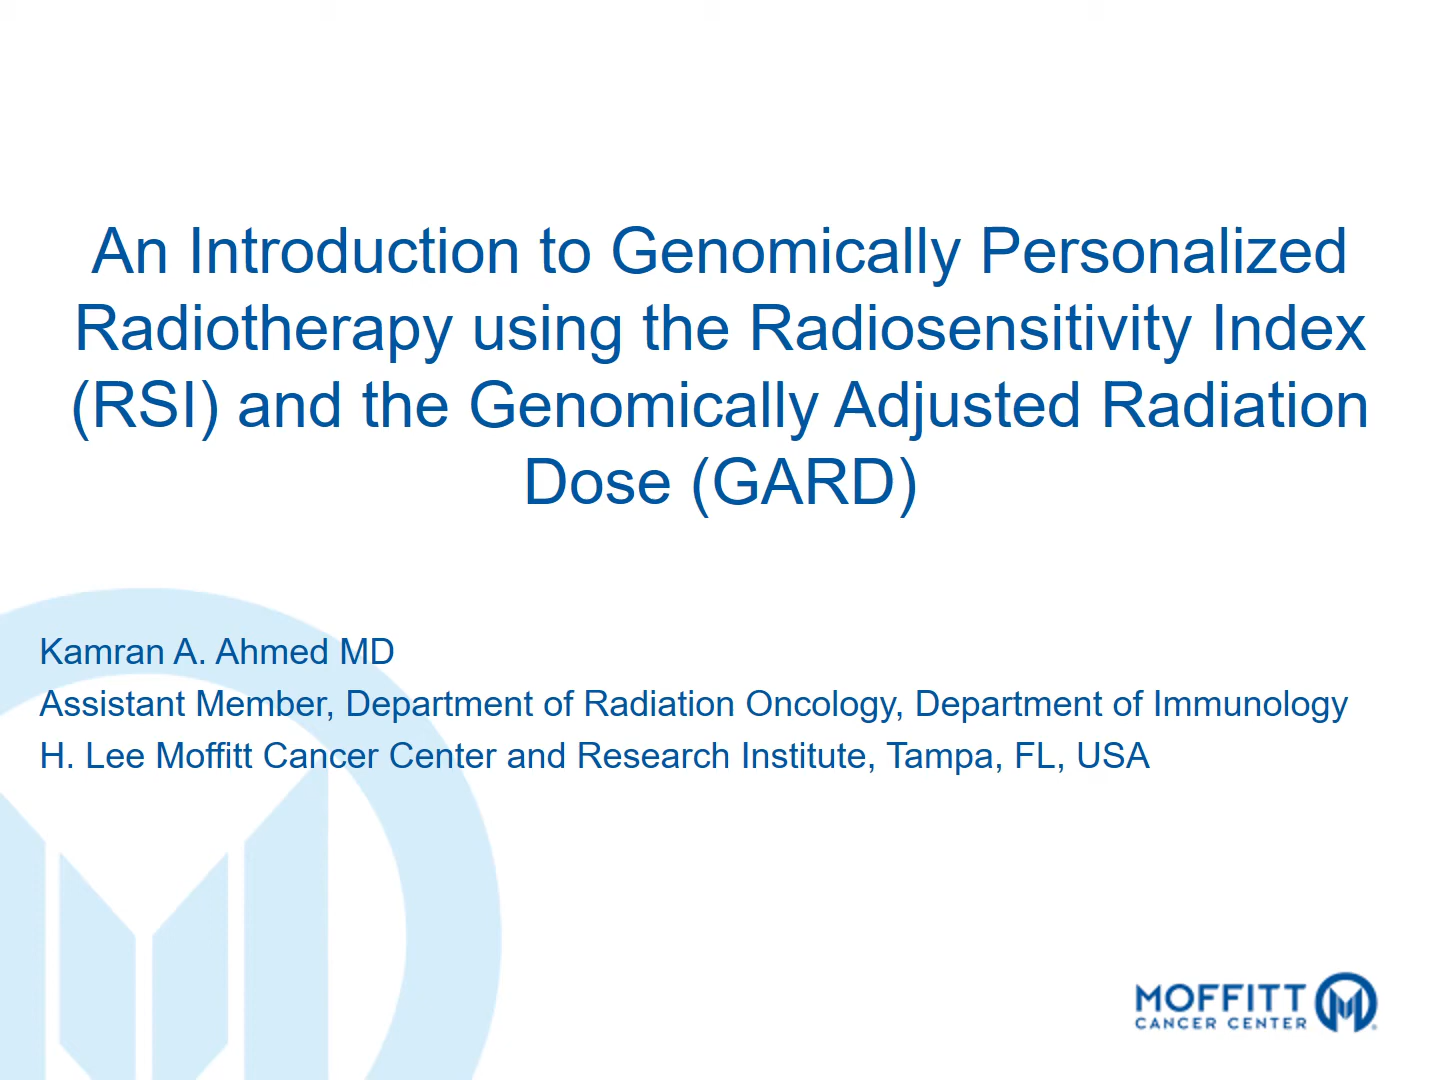 An Introduction to Genomically Personalized
Radiotherapy using the Radiosensitivity Index
(RSI) and the Genomically Adjusted Radiation
Dose (GARD)
Kamran A. Ahmed MD
Assistant Member, Department of Radiation Oncology, Department of Immunology
H. Lee Moffitt Cancer Center and Research Institute, Tampa, FL, USA
MOFFITT
CANCER CENTER